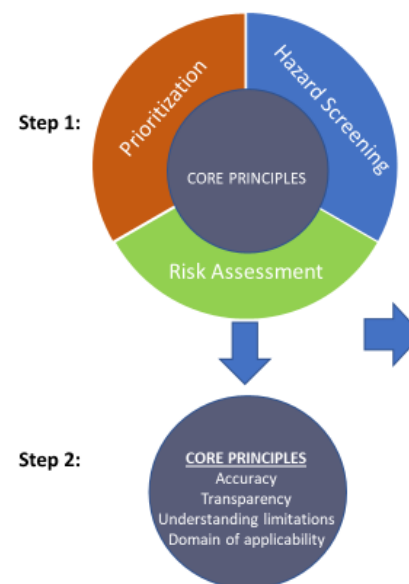 Step 1:
Prioritization
Hazard Screening
CORE PRINCIPLES
Risk Assessment
Step 2:
CORE PRINCIPLES
Accuracy
Transparency
Understanding limitations
Domain of applicability